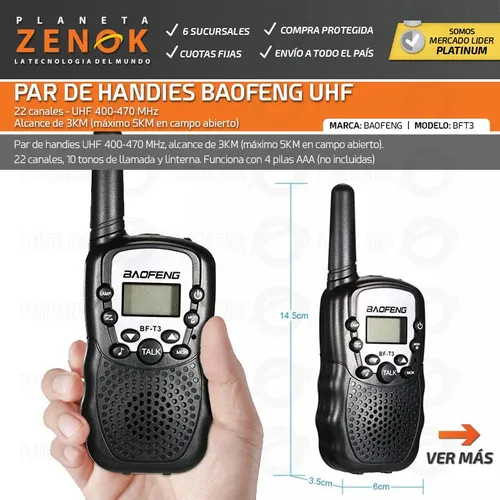 PLANETA
ZENOK
LA TECNOLOGIA DEL MUNDO
✓ 6 SUCURSALES
✓ COMPRA PROTEGIDA
✓ CUOTAS FIJAS
✓ ENVÍO A TODO EL PAÍS
SOMOS
MERCADO LIDER
PLATINUM
PAR DE HANDIES BAOFENG UHF
22 canales - UHF 400-470 MHz
Alcance de 3KM (máximo 5KM en campo abierto)
MARCA: BAOFENG | MODELO: BFT3
Par de handies UHF 400-470 MHz, alcance de 3KM (máximo 5KM en campo abierto).
22 canales, 10 tonos de llamada y linterna. Funciona con 4 pilas AAA (no incluidas)
BAOFENG
LAMP
BF-T3
TALK
MON
14.5cm
BAOFENG
BF-T3
TALK
MON
3.5cm
6cm
VER MÁS